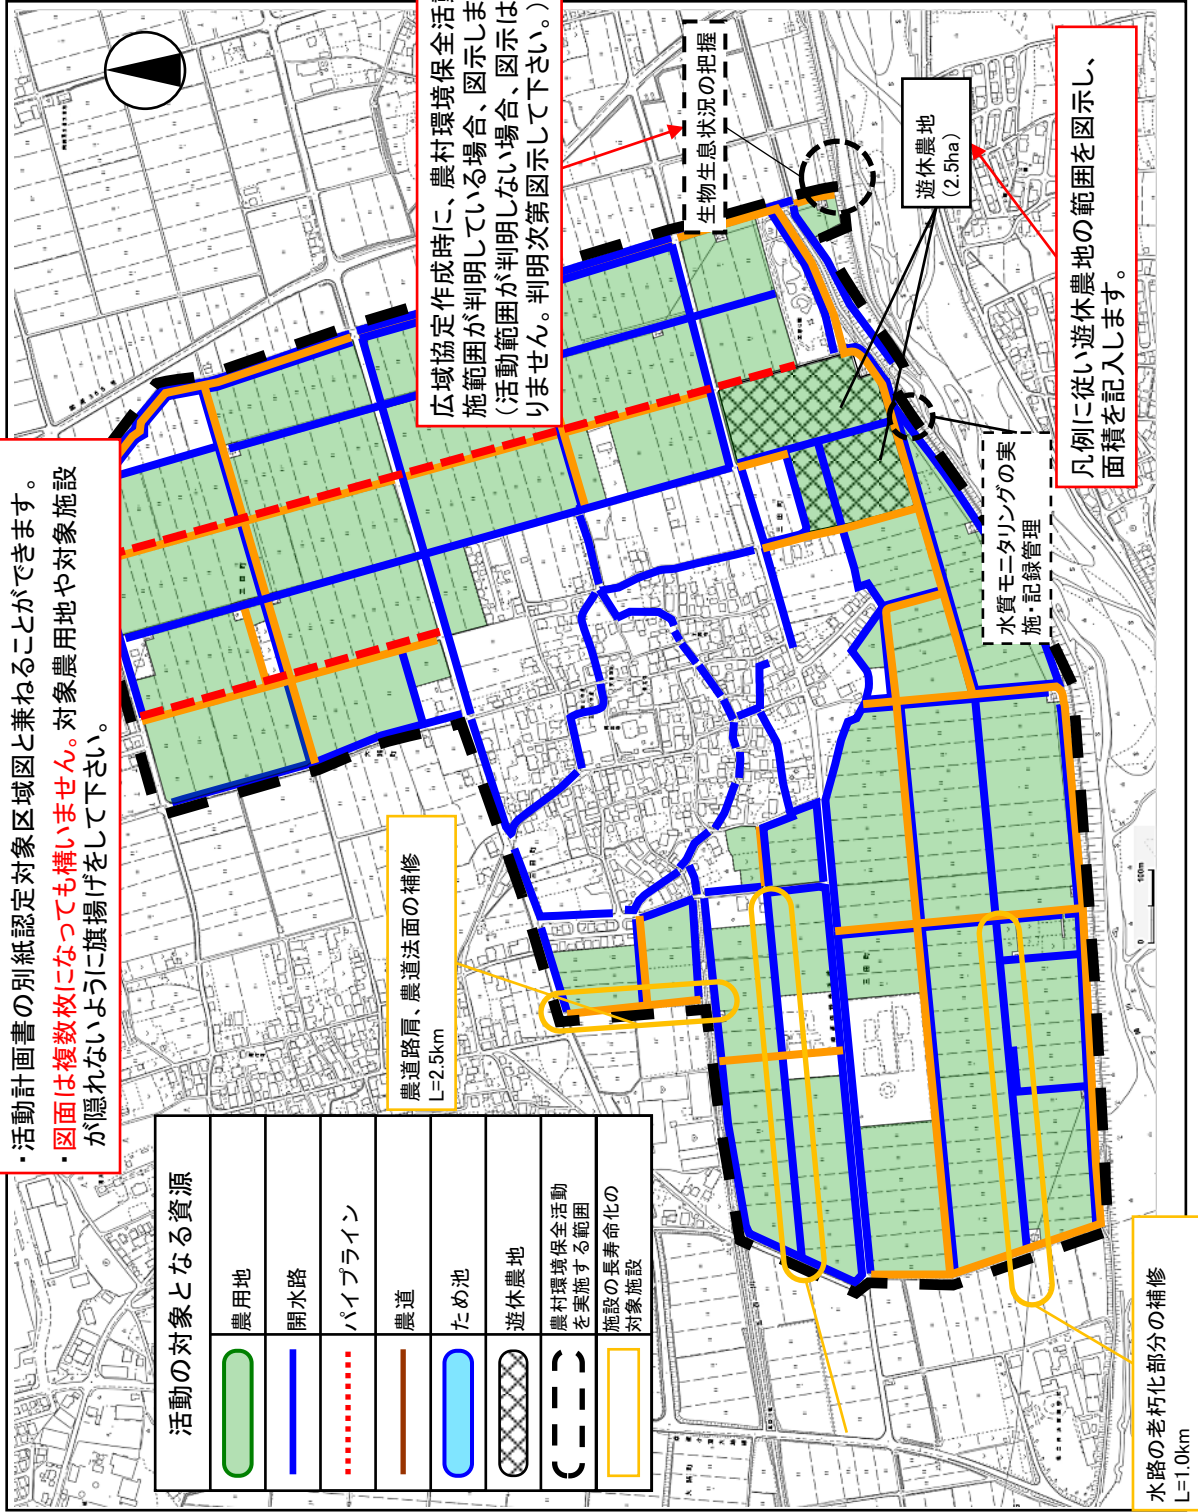 ・活動計画書の別紙認定対象区域図と兼ねることができます。
・図面は複数枚になっても構いません。対象農用地や対象施設
が隠れないように旗揚げをして下さい。
広域協定作成時に、農村環境保全活
施範囲が判明している場合、図示しま
(活動範囲が判明しない場合、図示は
りません。判明次第図示して下さい。)
生物生息状況の把握
遊休農地
(2.5ha)
凡例に従い遊休農地の範囲を図示し、
面積を記入します。
水質モニタリングの実
施・記録管理
農道路肩、農道法面の補修
L=2.5km
活動の対象となる資源
農用地
開水路
パイプライン
農道
ため池
遊休農地
農村環境保全活動
を実施する範囲
施設の長寿命化の
対象施設
水路の老朽化部分の補修
L=1.0km
0 100m
三田町
三田町
三田町